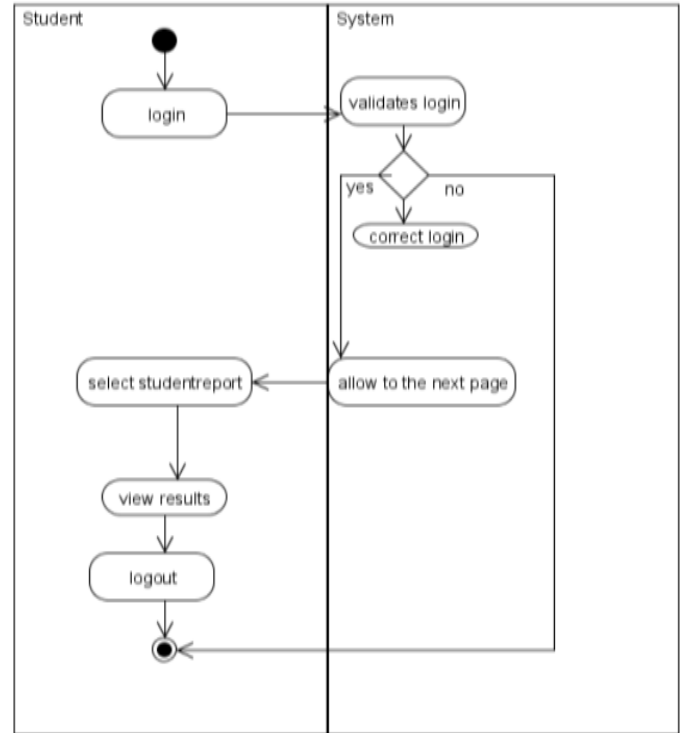 Student
System
login
validates login
yes
no
correct login
select studentreport
allow to the next page
view results
logout